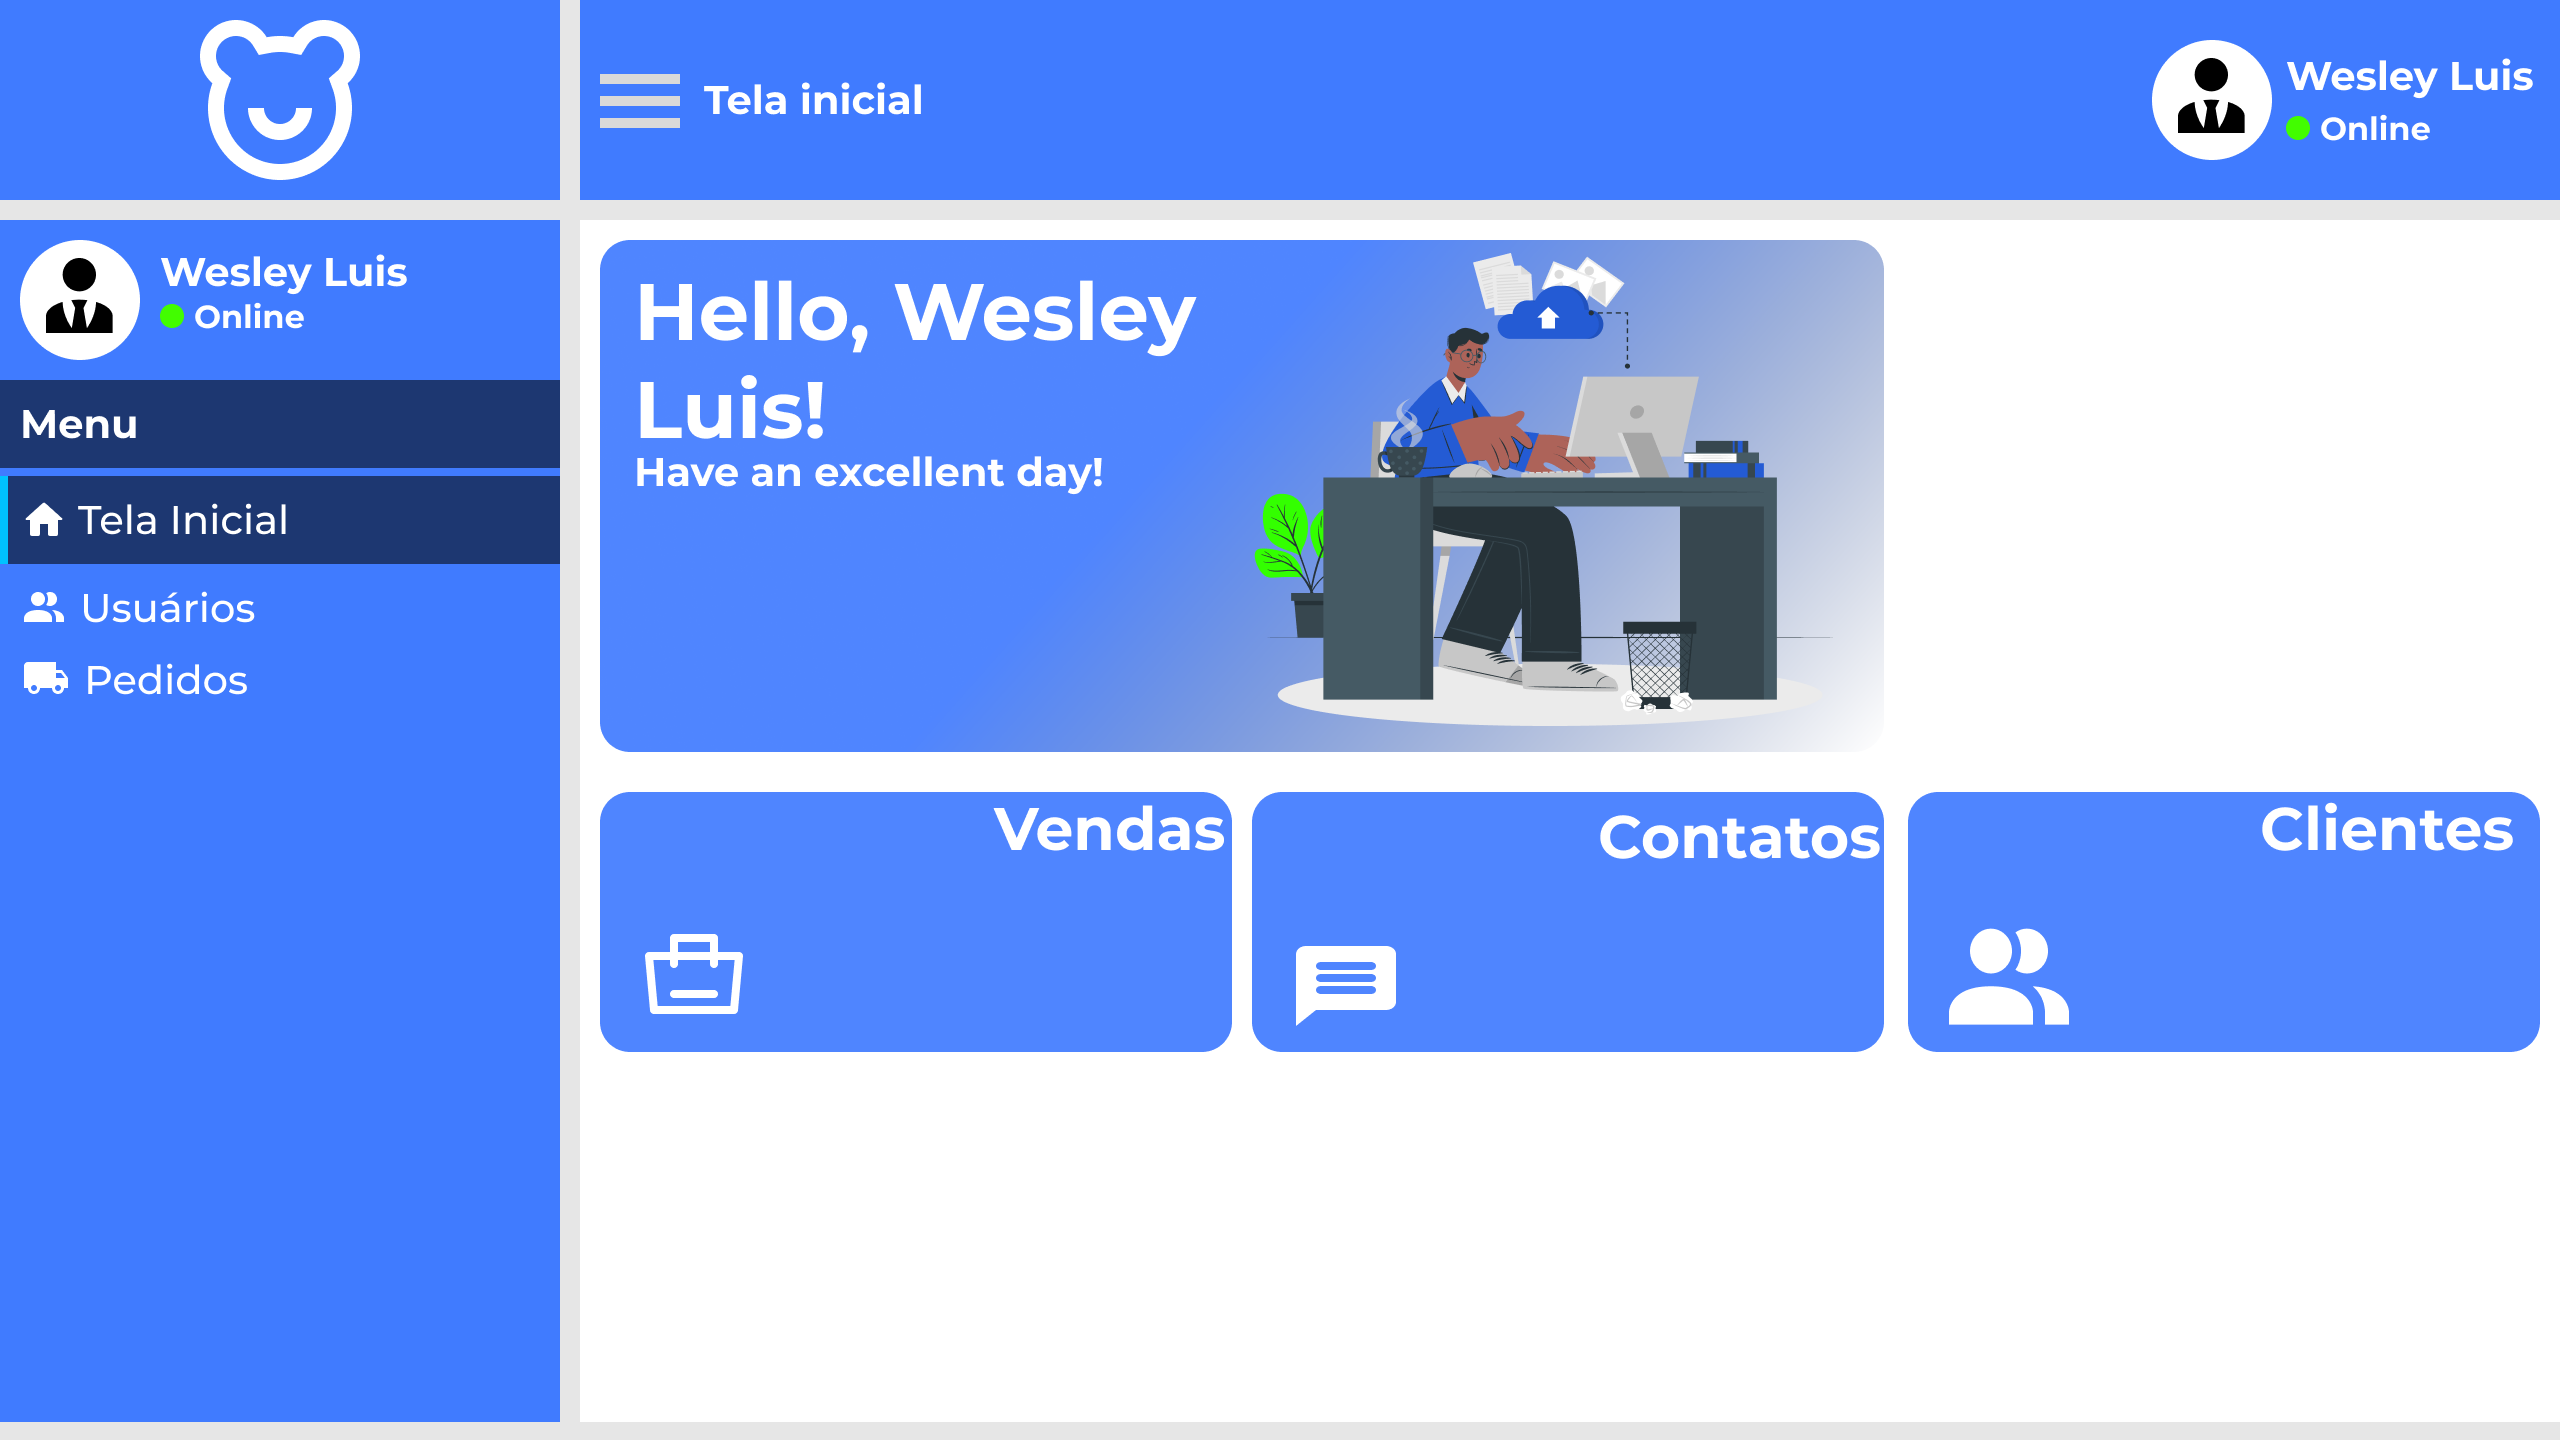 Tela inicial
Wesley Luis
Online
Wesley Luis
Online
Menu
Tela Inicial
Usuários
Pedidos
Hello, Wesley
Luis!
Have an excellent day!
Vendas
Contatos
Clientes